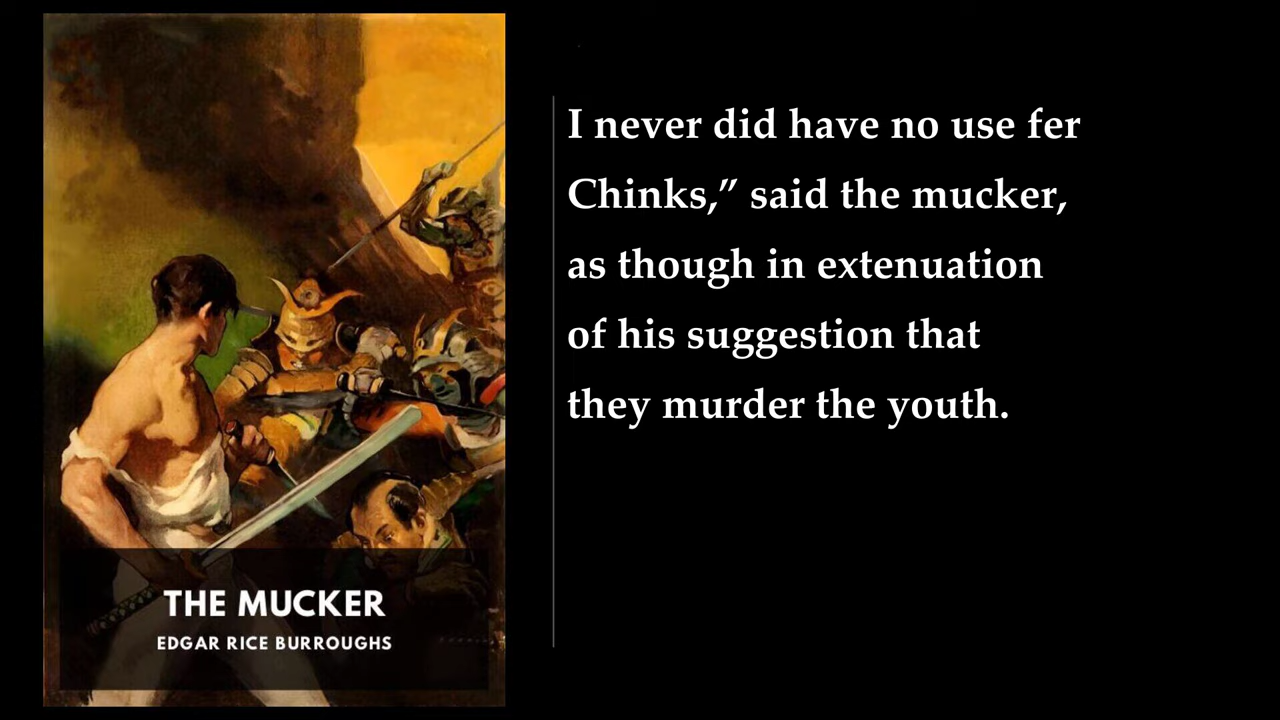 I never did have no use fer
Chinks,” said the mucker,
as though in extenuation
of his suggestion that
they murder the youth.
THE MUCKER
EDGAR RICE BURROUGHS